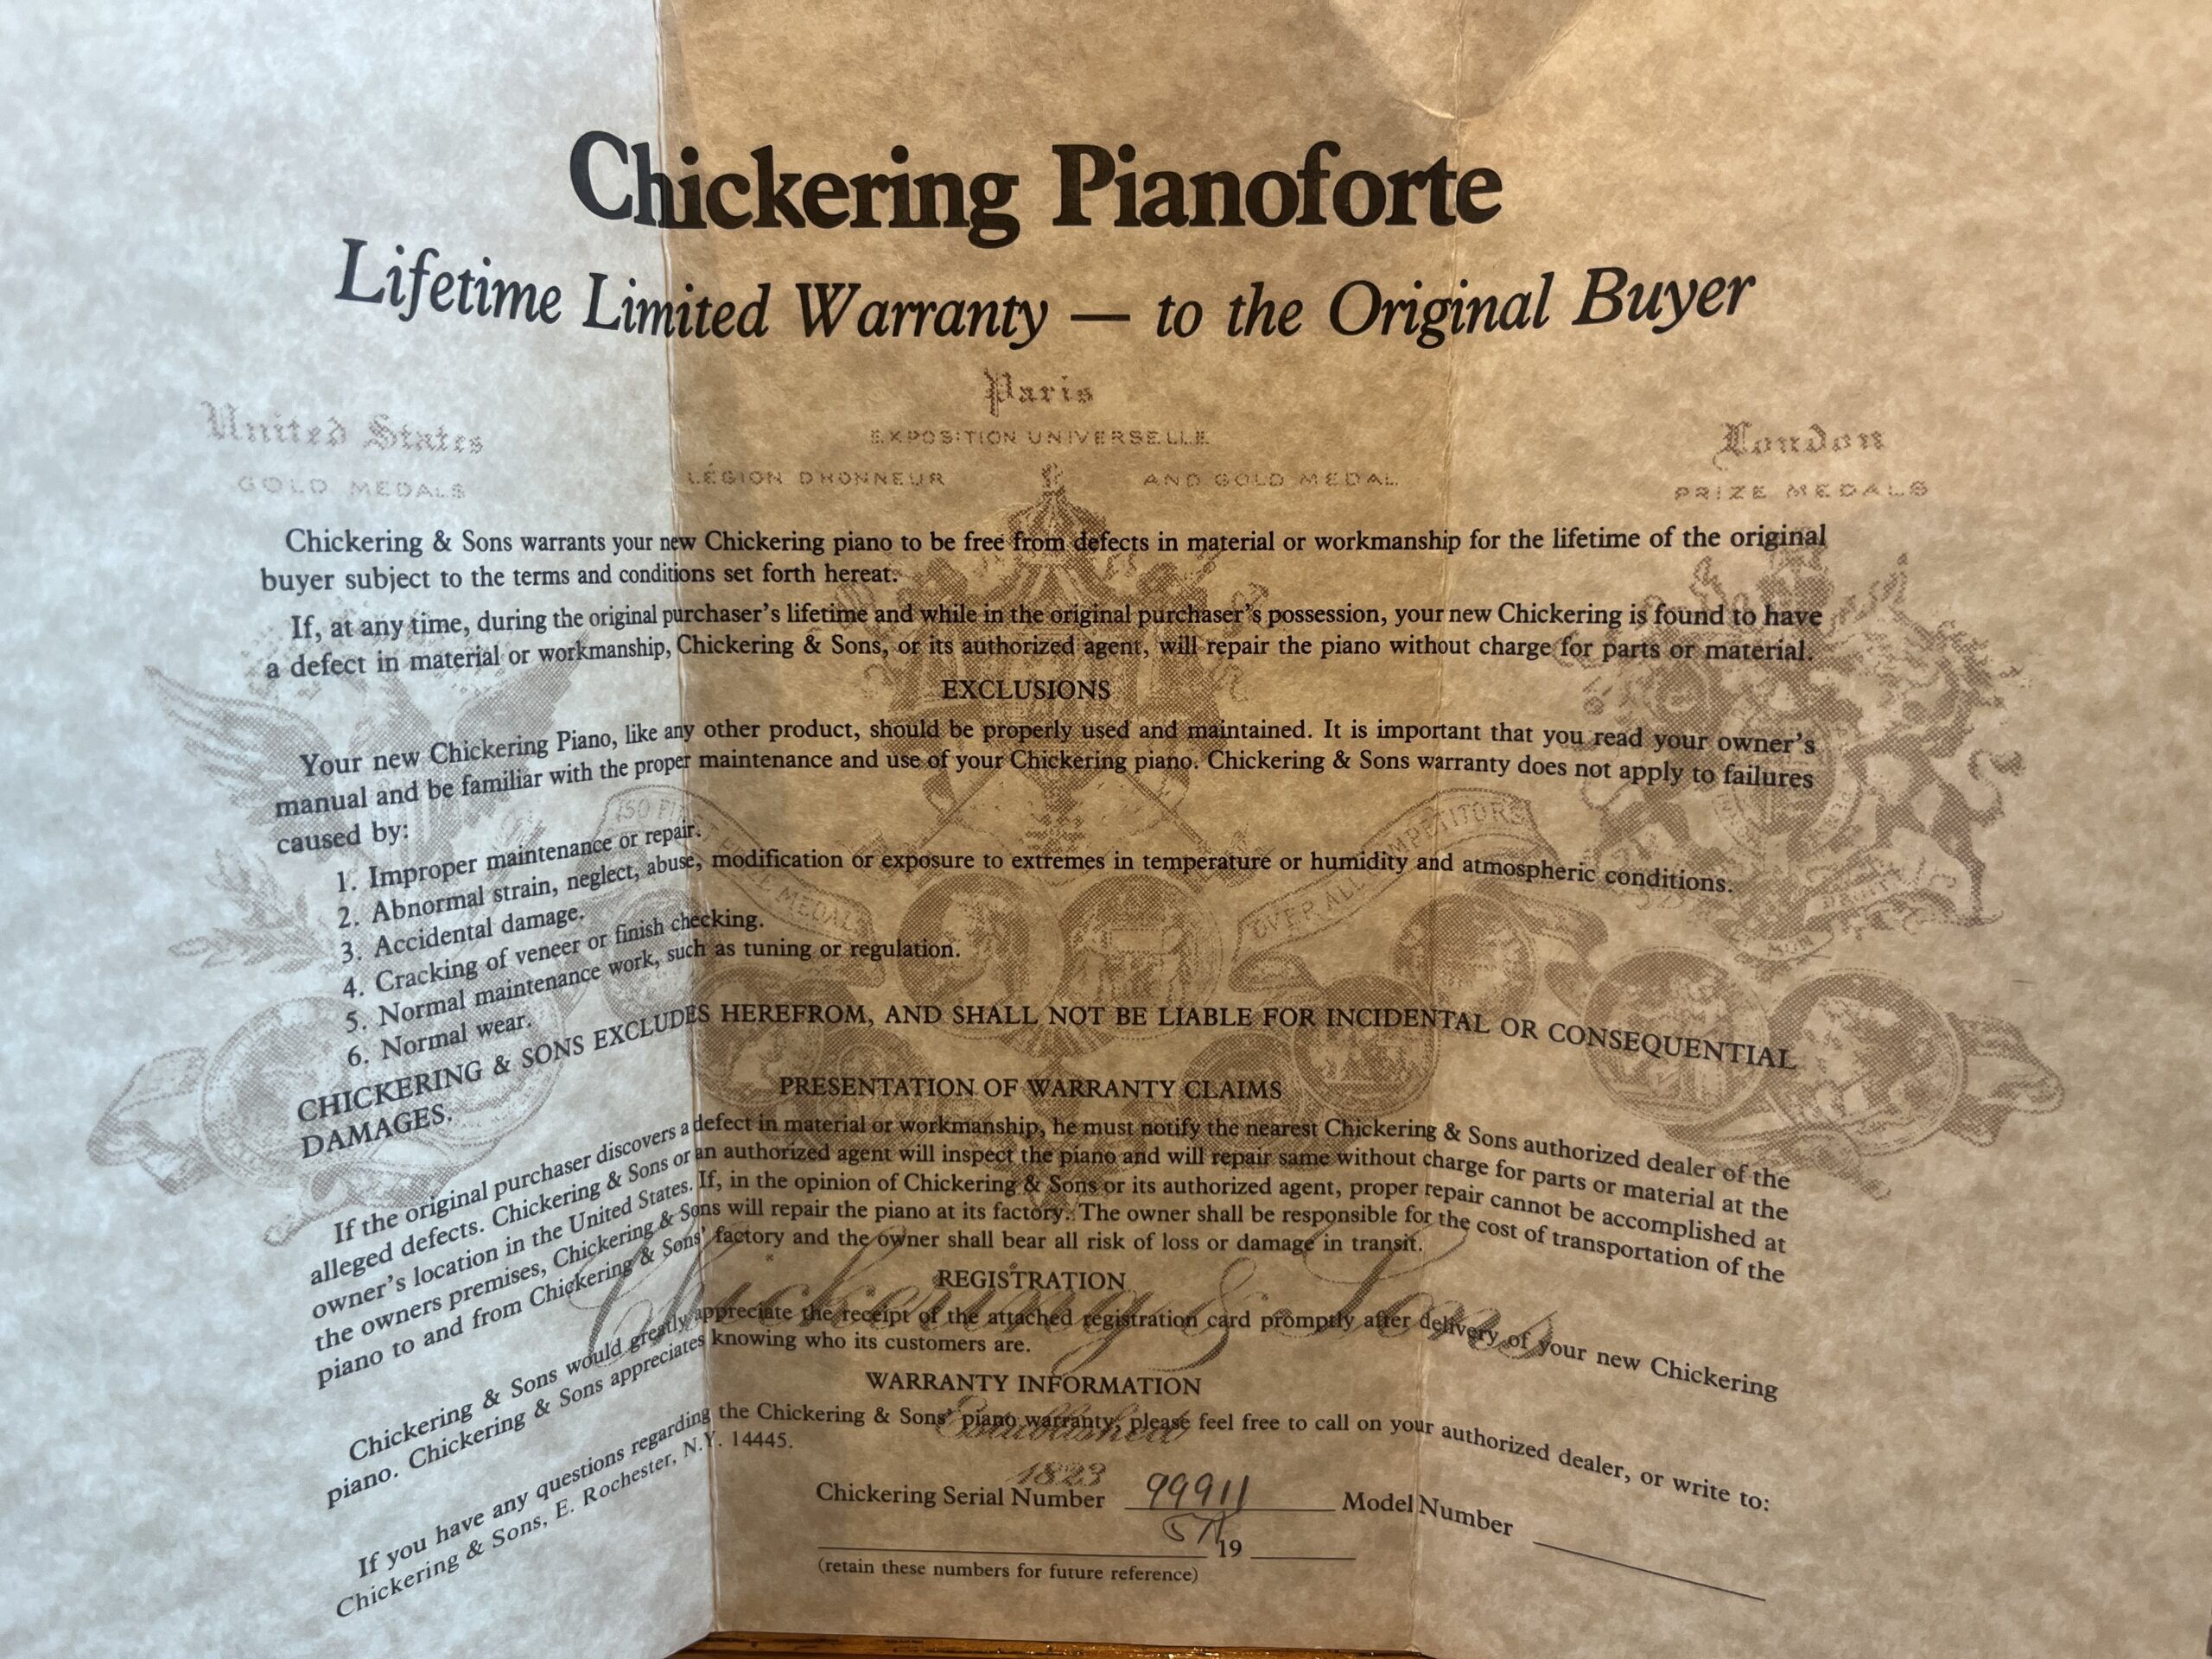 Chickering Pianoforte
Lifetime Limited Warranty — to the Original Buyer
Paris
United States
EXPOSITION UNIVERSELLE
London
GOLD MEDALS
LÉGION D'HONNEUR
AND GOLD MEDAL
PRIZE MEDALS
Chickering & Sons warrants your new Chickering piano to be free from defects in material or workmanship for the lifetime of the original
buyer subject to the terms and conditions set forth hereat.
If, at any time, during the original purchaser's lifetime and while in the original purchaser's possession, your new Chickering is found to have
a defect in material or workmanship, Chickering & Sons, or its authorized agent, will repair the piano without charge for parts or material.
EXCLUSIONS
Your new Chickering Piano, like any other product, should be properly used and maintained. It is important that you read your owner's
manual and be familiar with the proper maintenance and use of your Chickering piano. Chickering & Sons warranty does not apply to failures
caused by:
1. Improper maintenance or repair.
2. Abnormal strain, neglect, abuse, modification or exposure to extremes in temperature or humidity and atmospheric conditions.
3. Accidental damage.
4. Cracking of veneer or finish checking.
5. Normal maintenance work, such as tuning or regulation.
6. Normal wear.
OVER ALL COMPETITORS
CHICKERING & SONS EXCLUDES HEREFROM, AND SHALL NOT BE LIABLE FOR INCIDENTAL OR CONSEQUENTIAL
DAMAGES.
PRESENTATION OF WARRANTY CLAIMS
If the original purchaser discovers a defect in material or workmanship, he must notify the nearest Chickering & Sons authorized dealer of the
alleged defects. Chickering & Sons or an authorized agent will inspect the piano and will repair same without charge for parts or material at the
owner's location in the United States. If, in the opinion of Chickering & Sons or its authorized agent, proper repair cannot be accomplished at
the owners premises, Chickering & Sons will repair the piano at its factory. The owner shall be responsible for the cost of transportation of the
piano to and from Chickering & Sons' factory and the owner shall bear all risk of loss or damage in transit.
Chickering & Sons
REGISTRATION
Chickering & Sons would greatly appreciate the receipt of the attached registration card promptly after delivery of your new Chickering
piano. Chickering & Sons appreciates knowing who its customers are.
WARRANTY INFORMATION
If you have any questions regarding the Chickering & Sons' piano warranty, please feel free to call on your authorized dealer, or write to:
Chickering & Sons, E. Rochester, N.Y. 14445.
Established
1823
Chickering Serial Number 99911 Model Number
19
(retain these numbers for future reference)